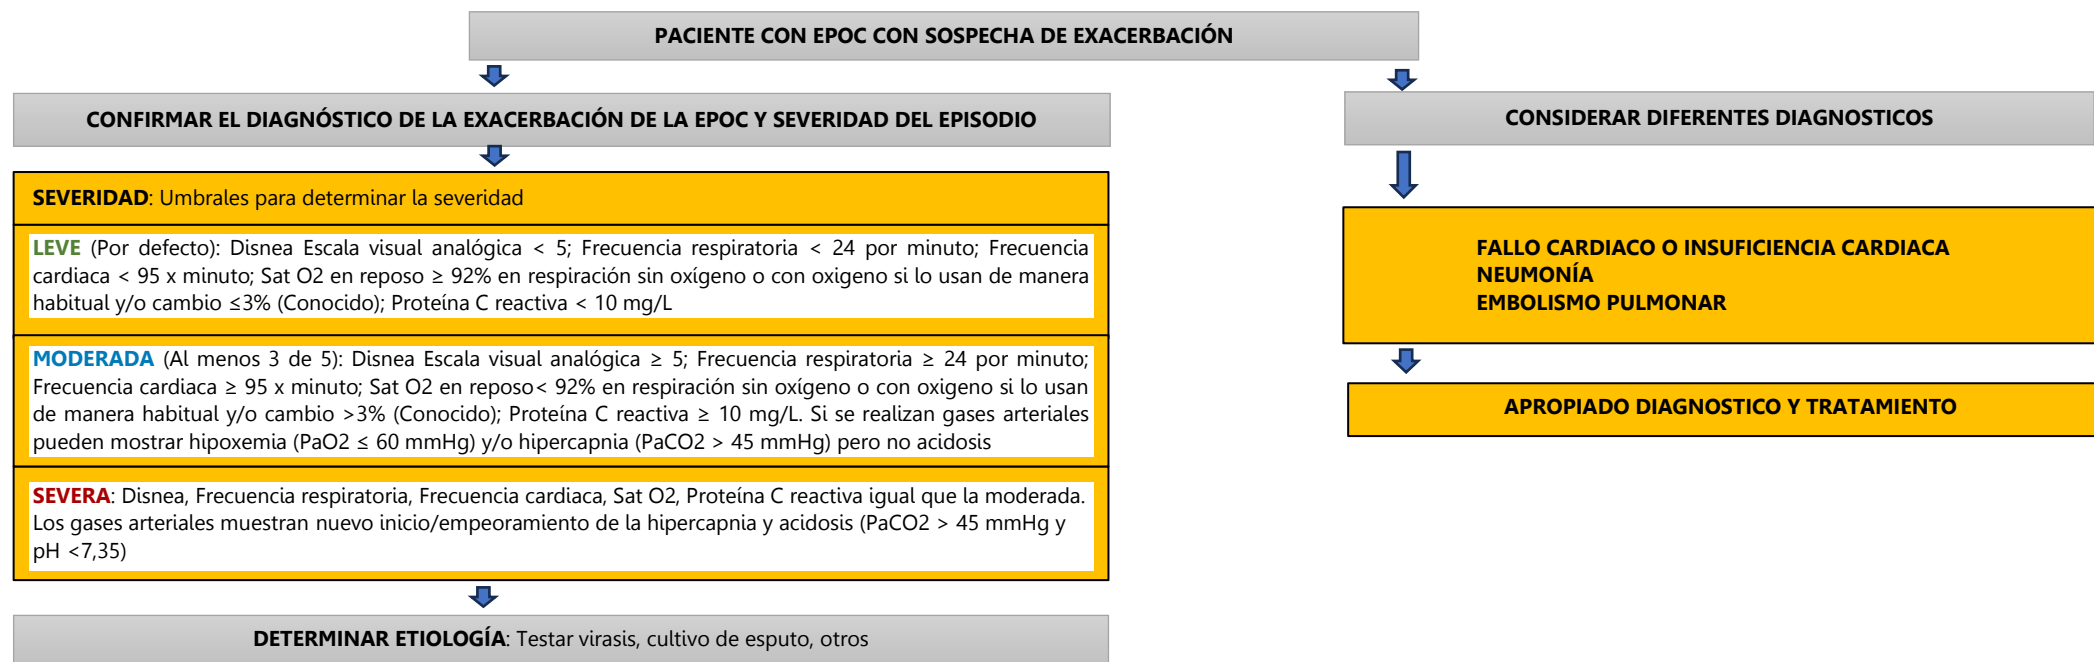 PACIENTE CON EPOC CON SOSPECHA DE EXACERBACIÓN
CONFIRMAR EL DIAGNÓSTICO DE LA EXACERBACIÓN DE LA EPOC Y SEVERIDAD DEL EPISODIO
SEVERIDAD: Umbrales para determinar la severidad
LEVE (Por defecto): Disnea Escala visual analógica < 5; Frecuencia respiratoria < 24 por minuto; Frecuencia
cardiaca < 95 x minuto; Sat O2 en reposo ≥ 92% en respiración sin oxígeno o con oxigeno si lo usan de manera
habitual y/o cambio ≤3% (Conocido); Proteína C reactiva < 10 mg/L
MODERADA (Al menos 3 de 5): Disnea Escala visual analógica ≥ 5; Frecuencia respiratoria ≥ 24 por minuto;
Frecuencia cardiaca ≥ 95 x minuto; Sat O2 en reposo< 92% en respiración sin oxígeno o con oxigeno si lo usan
de manera habitual y/o cambio >3% (Conocido); Proteína C reactiva ≥ 10 mg/L. Si se realizan gases arteriales
pueden mostrar hipoxemia (PaO2 ≤ 60 mmHg) y/o hipercapnia (PaCO2 > 45 mmHg) pero no acidosis
SEVERA: Disnea, Frecuencia respiratoria, Frecuencia cardiaca, Sat O2, Proteína C reactiva igual que la moderada.
Los gases arteriales muestran nuevo inicio/empeoramiento de la hipercapnia y acidosis (PaCO2 > 45 mmHg y
pH <7,35)
DETERMINAR ETIOLOGÍA: Testar virasis, cultivo de esputo, otros
CONSIDERAR DIFERENTES DIAGNOSTICOS
FALLO CARDIACO O INSUFICIENCIA CARDIACA
NEUMONÍA
EMBOLISMO PULMONAR
APROPIADO DIAGNOSTICO Y TRATAMIENTO